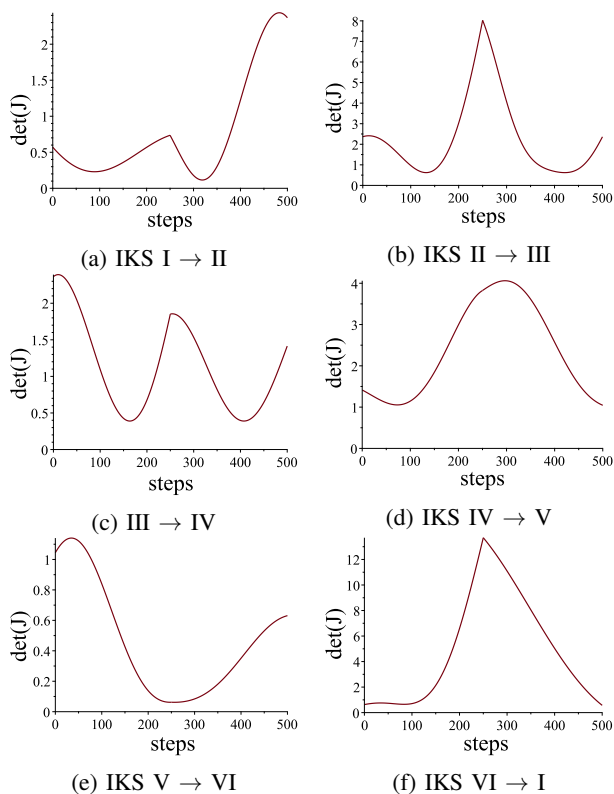 det(J)
2
1.5
1
0.5
0
0 100 200 300 400 500
steps
(a) IKS I → II
det(J)
8
7
6
5
4
3
2
1
0
0 100 200 300 400 500
steps
(b) IKS II → III
det(J)
2
1.5
1
0.5
0
0 100 200 300 400 500
steps
(c) III → IV
det(J)
4
3
2
1
0
0 100 200 300 400 500
steps
(d) IKS IV → V
det(J)
1
0.8
0.6
0.4
0.2
0
0 100 200 300 400 500
steps
(e) IKS V → VI
det(J)
12
10
8
6
4
2
0
0 100 200 300 400 500
steps
(f) IKS VI → I